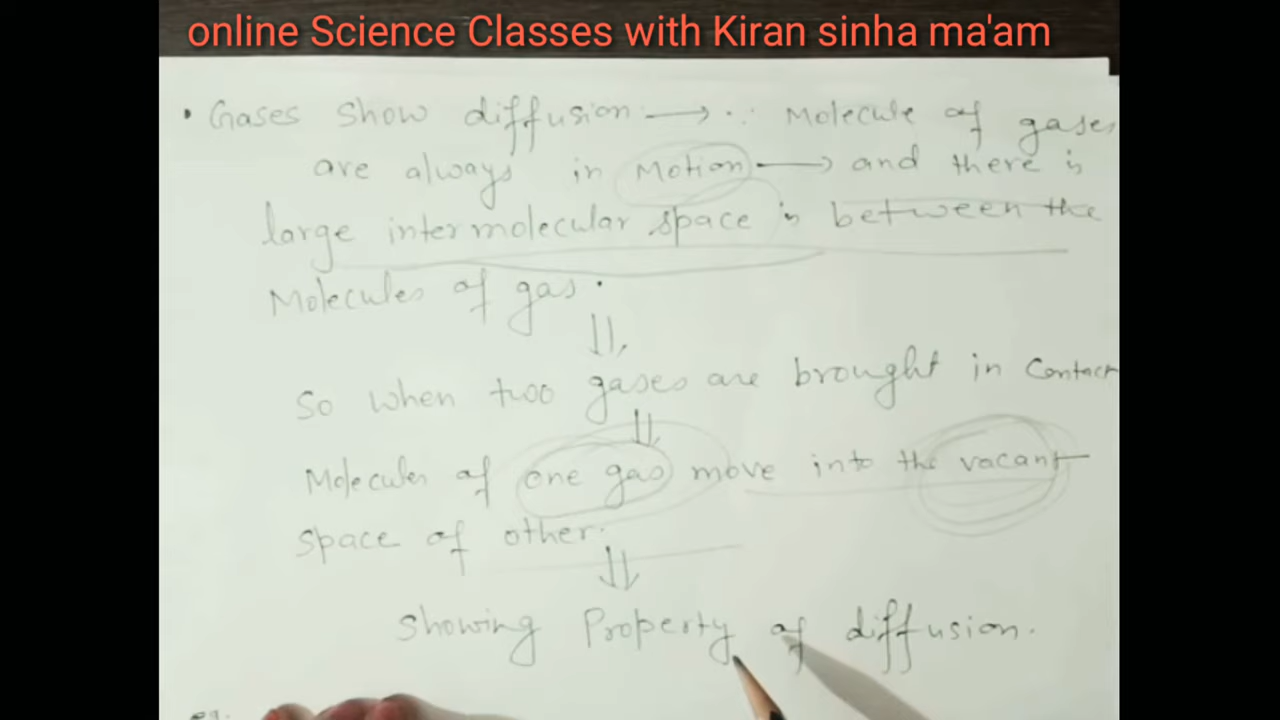 online Science Classes with Kiran sinha ma'am
• Gases show diffusion → ∵ Molecule of gases
are always in Motion → and there is
large intermolecular space is between the
Molecules of gas.
⇓
So when two gases are brought in contact
⇓
Molecules of one gas move into the vacant
space of other.
⇓
Showing Property of diffusion.
eg.